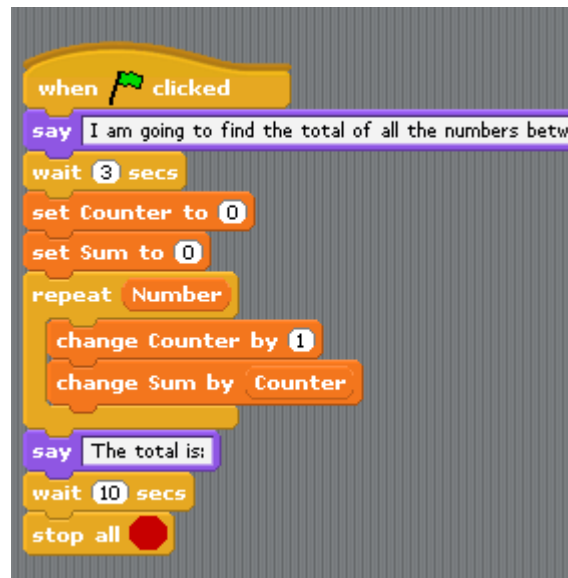 when clicked
say I am going to find the total of all the numbers
wait 3 secs
set Counter to 0
set Sum to 0
repeat Number
change Counter by 1
change Sum by Counter
say The total is:
wait 10 secs
stop all